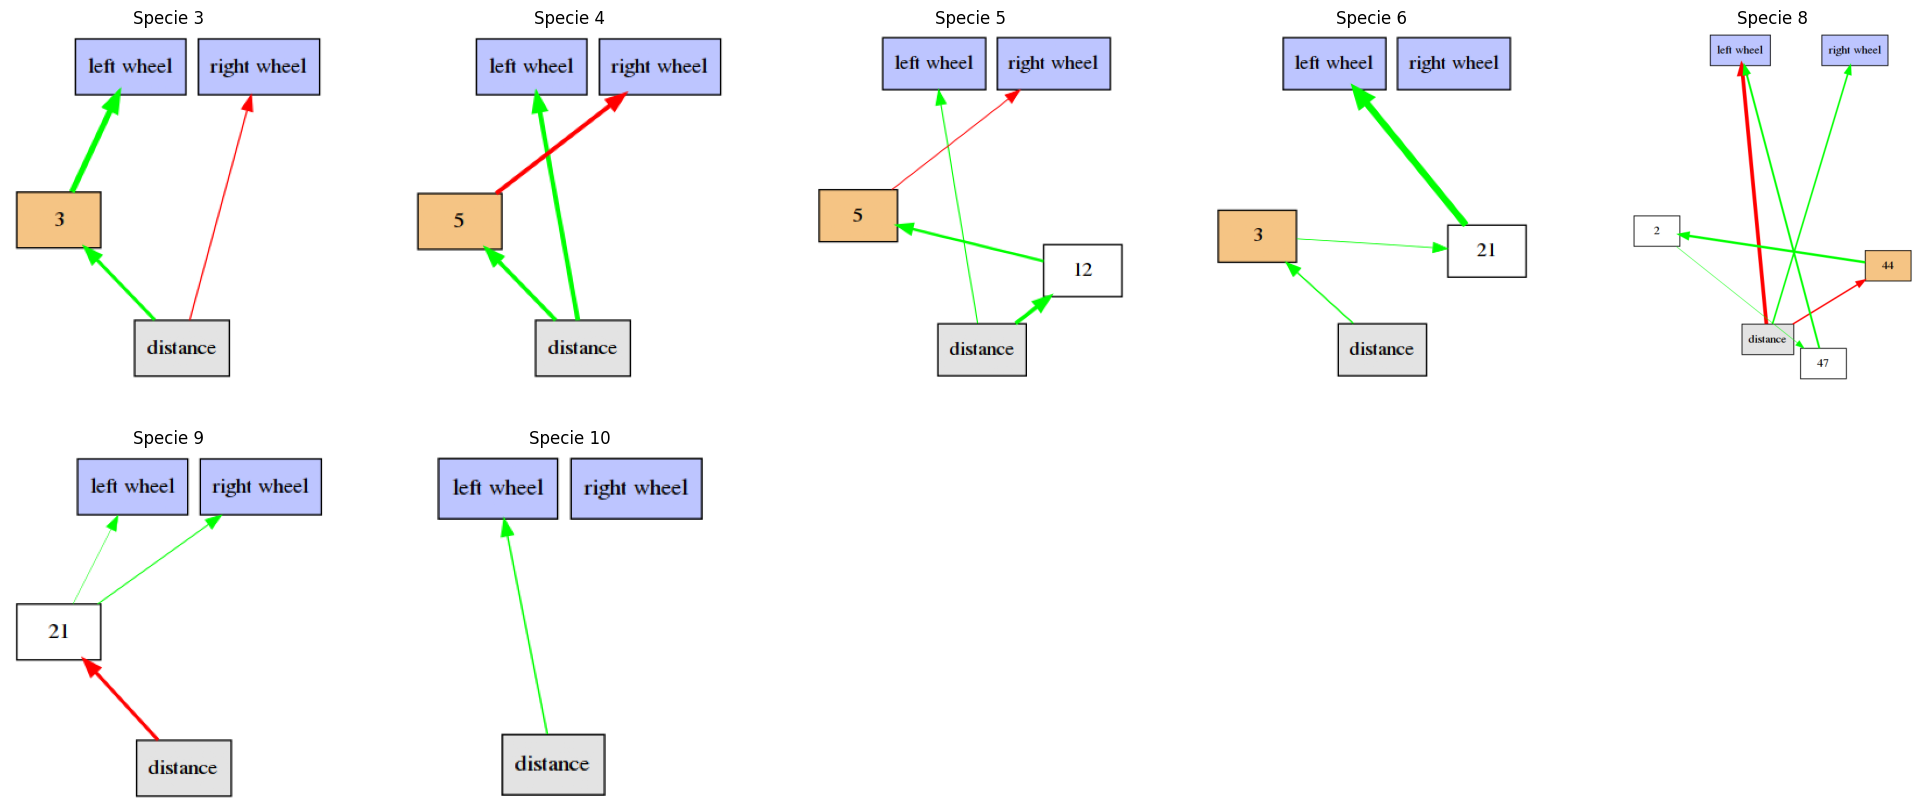 Specie 3
left wheel
right wheel
3
distance
Specie 4
left wheel
right wheel
5
distance
Specie 5
left wheel
right wheel
5
12
distance
Specie 6
left wheel
right wheel
3
21
distance
Specie 8
left wheel
right wheel
2
44
distance
47
Specie 9
left wheel
right wheel
21
distance
Specie 10
left wheel
right wheel
distance